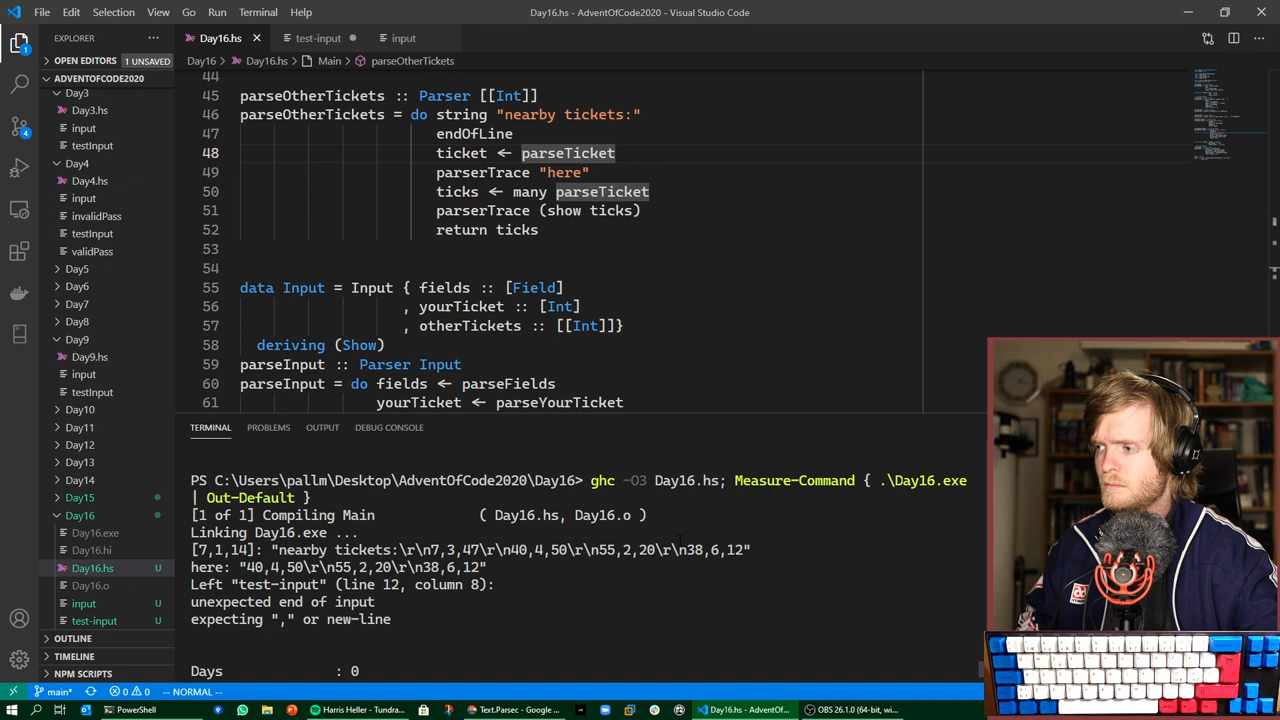 File Edit Selection View Go Run Terminal Help
Day16.hs - AdventOfCode2020 - Visual Studio Code
EXPLORER
Day16.hs test-input input
OPEN EDITORS 1 UNSAVED
Day16 > Day16.hs > Main > parseOtherTickets
ADVENTOFCODE2020
Day3
Day3.hs
input
testInput
Day4
Day4.hs
input
invalidPass
testInput
validPass
Day5
Day6
Day7
Day8
Day9
Day9.hs
input
testInput
Day10
Day11
Day12
Day13
Day14
Day15
Day16
Day16.exe
Day16.hi
Day16.hs U
Day16.o
input U
test-input U
OUTLINE
TIMELINE
NPM SCRIPTS
44
45 parseOtherTickets :: Parser [[Int]]
46 parseOtherTickets = do string "nearby tickets:"
47 endOfLine
48 ticket ← parseTicket
49 parserTrace "here"
50 ticks ← many parseTicket
51 parserTrace (show ticks)
52 return ticks
53
54
55 data Input = Input { fields :: [Field]
56 , yourTicket :: [Int]
57 , otherTickets :: [[Int]]}
58 deriving (Show)
59 parseInput :: Parser Input
60 parseInput = do fields ← parseFields
61 yourTicket ← parseYourTicket
TERMINAL PROBLEMS OUTPUT DEBUG CONSOLE
PS C:\Users\pallm\Desktop\AdventOfCode2020\Day16> ghc -O3 Day16.hs; Measure-Command { .\Day16.exe
| Out-Default }
[1 of 1] Compiling Main ( Day16.hs, Day16.o )
Linking Day16.exe ...
[7,1,14]: "nearby tickets:\r\n7,3,47\r\n40,4,50\r\n55,2,20\r\n38,6,12"
here: "40,4,50\r\n55,2,20\r\n38,6,12"
Left "test-input" (line 12, column 8):
unexpected end of input
expecting "," or new-line
Days : 0
main* 0 0 -- NORMAL --
PowerShell
Harris Heller - Tundra...
Text.Parsec - Google ...
Day16.hs - AdventOf...
OBS 26.1.0 (64-bit, w...
1
4